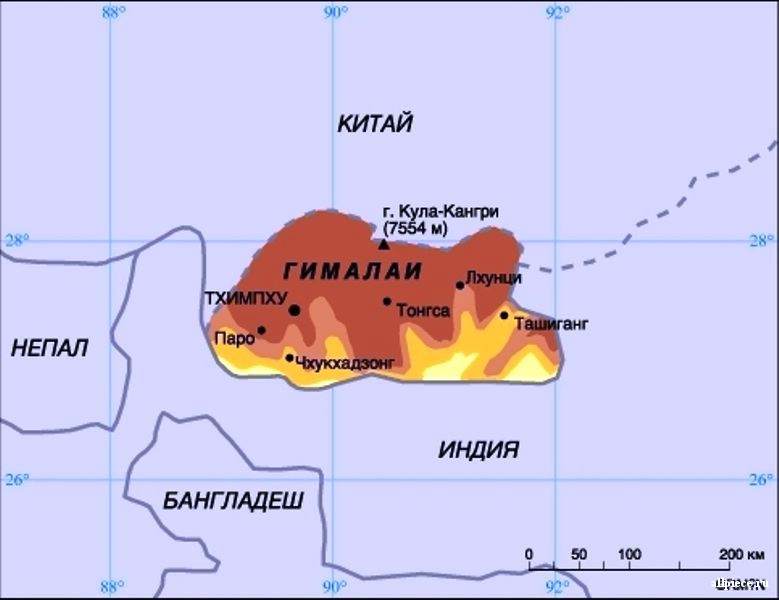 88°
90°
92°
КИТАЙ
г. Кула-Кангри
(7554 м)
28°
28°
ГИМАЛАИ
Лхунци
ТХИМПХУ
Тонгса
Ташиганг
Паро
НЕПАЛ
Чхукхадзонг
ИНДИЯ
26°
26°
БАНГЛАДЕШ
0 50 100 200 км
88°
90°
92°